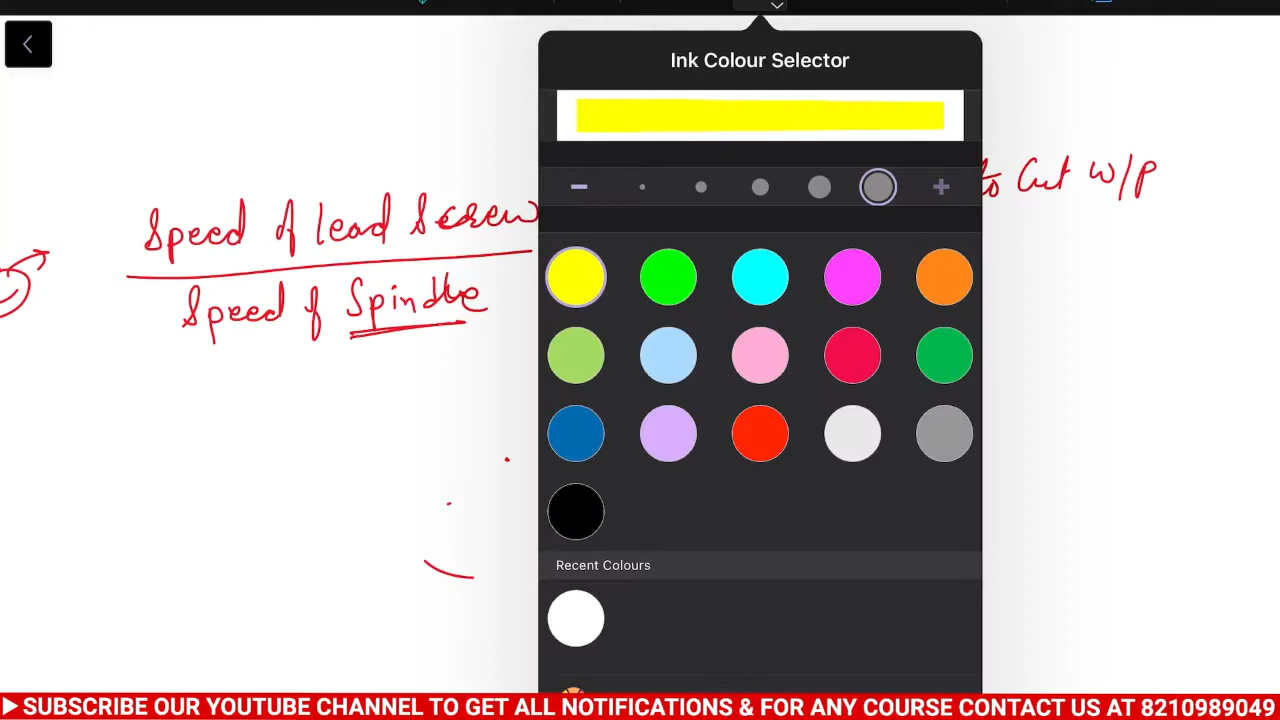 Ink Colour Selector
to Cut W/P
Speed of lead Screw
Speed of Spindle
Recent Colours
SUBSCRIBE OUR YOUTUBE CHANNEL TO GET ALL NOTIFICATIONS & FOR ANY COURSE CONTACT US AT 8210989049